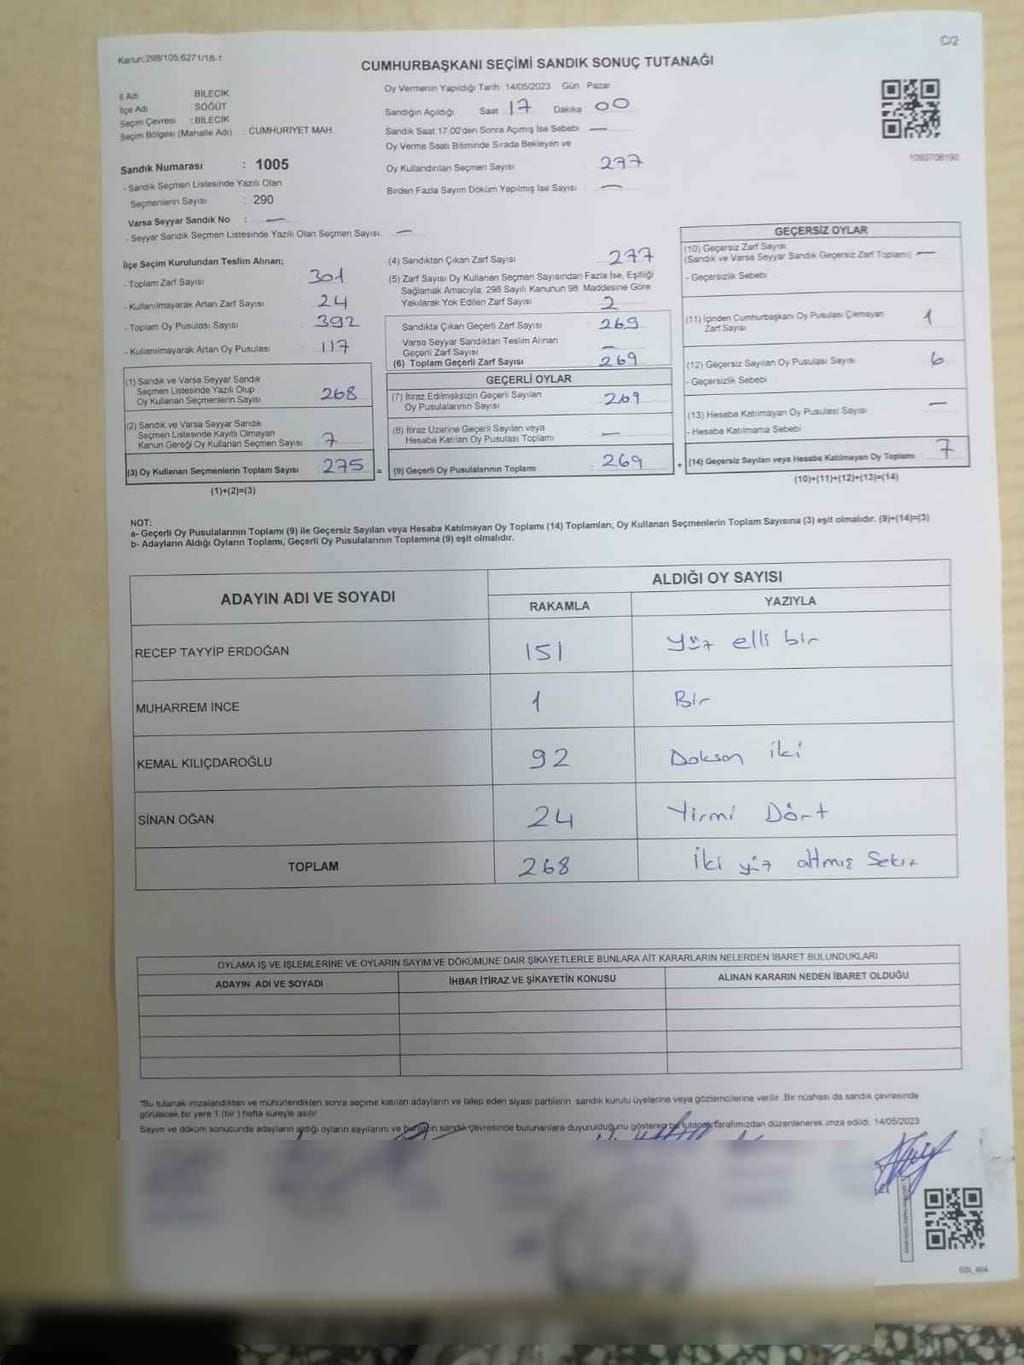 C/2
Kanun:298/105,6271/18-1
CUMHURBAŞKANI SEÇİMİ SANDIK SONUÇ TUTANAĞI
İl Adı BİLECİK
İlçe Adı SÖĞÜT
Seçim Çevresi : BİLECİK
Seçim Bölgesi (Mahalle Adı) : CUMHURİYET MAH.
Sandık Numarası : 1005
- Sandık Seçmen Listesinde Yazılı Olan
Seçmenlerin Sayısı : 290
Varsa Seyyar Sandık No : —
- Seyyar Sandık Seçmen Listesinde Yazılı Olan Seçmen Sayısı: —
Oy Vermenin Yapıldığı Tarih 14/05/2023 Gün Pazar
Sandığın Açıldığı Saat 17 Dakika 00
Sandık Saat 17.00'den Sonra Açılmış İse Sebebi —
Oy Verme Saati Bitiminde Sırada Bekleyen ve
Oy Kullandırılan Seçmen Sayısı 277
Birden Fazla Sayım Döküm Yapılmış İse Sayısı —
1093708190
İlçe Seçim Kurulundan Teslim Alınan;
- Toplam Zarf Sayısı 301
- Kullanılmayarak Artan Zarf Sayısı 24
- Toplam Oy Pusulası Sayısı 392
- Kullanılmayarak Artan Oy Pusulası 117
(1) Sandık ve Varsa Seyyar Sandık
Seçmen Listesinde Yazılı Olup
Oy Kullanan Seçmenlerin Sayısı 268
(2) Sandık ve Varsa Seyyar Sandık
Seçmen Listesinde Kayıtlı Olmayan
Kanun Gereği Oy Kullanan Seçmen Sayısı 7
(3) Oy Kullanan Seçmenlerin Toplam Sayısı 275 =
(1)+(2)=(3)
(4) Sandıktan Çıkan Zarf Sayısı 277
(5) Zarf Sayısı Oy Kullanan Seçmen Sayısından Fazla İse, Eşitliği
Sağlamak Amacıyla, 298 Sayılı Kanunun 98. Maddesine Göre
Yakılarak Yok Edilen Zarf Sayısı 2
Sandıkta Çıkan Geçerli Zarf Sayısı 269
Varsa Seyyar Sandıktan Teslim Alınan
Geçerli Zarf Sayısı —
(6) Toplam Geçerli Zarf Sayısı 269
GEÇERLİ OYLAR
(7) İtiraz Edilmeksizin Geçerli Sayılan
Oy Pusulalarının Sayısı 269
(8) İtiraz Üzerine Geçerli Sayılan veya
Hesaba Katılan Oy Pusulası Toplamı —
(9) Geçerli Oy Pusulalarının Toplamı 269 +
GEÇERSİZ OYLAR
(10) Geçersiz Zarf Sayısı
(Sandık ve Varsa Seyyar Sandık Geçersiz Zarf Toplamı) —
- Geçersizlik Sebebi
(11) İçinden Cumhurbaşkanı Oy Pusulası Çıkmayan
Zarf Sayısı 1
(12) Geçersiz Sayılan Oy Pusulası Sayısı 6
- Geçersizlik Sebebi
(13) Hesaba Katılmayan Oy Pusulası Sayısı —
- Hesaba Katılmama Sebebi
(14) Geçersiz Sayılan veya Hesaba Katılmayan Oy Toplamı 7
(10)+(11)+(12)+(13)=(14)
NOT:
a- Geçerli Oy Pusulalarının Toplamı (9) ile Geçersiz Sayılan veya Hesaba Katılmayan Oy Toplamı (14) Toplamları, Oy Kullanan Seçmenlerin Toplam Sayısına (3) eşit olmalıdır. (9)+(14)=(3)
b- Adayların Aldığı Oyların Toplamı, Geçerli Oy Pusulalarının Toplamına (9) eşit olmalıdır.
ADAYIN ADI VE SOYADI ALDIĞI OY SAYISI
RAKAMLA YAZIYLA
RECEP TAYYİP ERDOĞAN 151 Yüz elli bir
MUHARREM İNCE 1 Bir
KEMAL KILIÇDAROĞLU 92 Doksan iki
SİNAN OĞAN 24 Yirmi Dört
TOPLAM 268 İki yüz altmış Sekiz
OYLAMA İŞ VE İŞLEMLERİNE VE OYLARIN SAYIM VE DÖKÜMÜNE DAİR ŞİKAYETLERLE BUNLARA AİT KARARLARIN NELERDEN İBARET BULUNDUKLARI
ADAYIN ADI VE SOYADI İHBAR İTİRAZ VE ŞİKAYETİN KONUSU ALINAN KARARIN NEDEN İBARET OLDUĞU
"Bu tutanak imzalandıktan ve mühürlendikten sonra seçime katılan adayların ve talep eden siyasi partilerin sandık kurulu üyelerine veya gözlemcilerine verilir. Bir nüshası da sandık çevresinde
görülecek bir yere 1 (bir) hafta süreyle asılır.
Sayım ve döküm sonucunda adayların aldığı oyların sayılarını ve bunların sandık çevresinde bulunanlara duyurulduğunu gösterep bu tutanak tarafımızdan düzenlenerek imza edildi. 14/05/2023